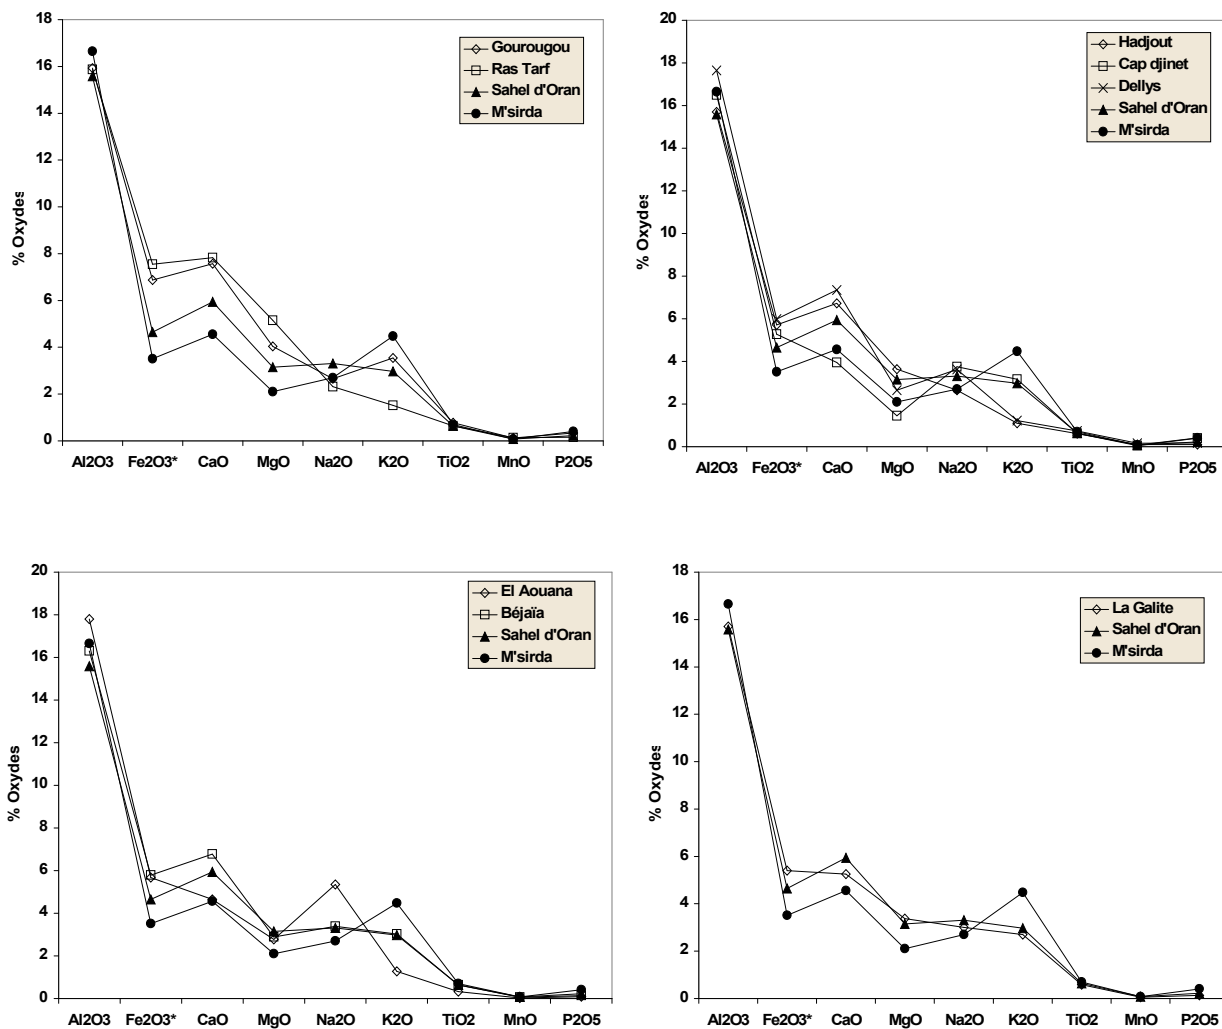 18
16
14
12
10
8
6
4
2
0
% Oxydes
Gourougou
Ras Tarf
Sahel d'Oran
M'sirda
Al2O3 Fe2O3* CaO MgO Na2O K2O TiO2 MnO P2O5
20
18
16
14
12
10
8
6
4
2
0
% Oxydes
Hadjout
Cap djinet
Dellys
Sahel d'Oran
M'sirda
Al2O3 Fe2O3* CaO MgO Na2O K2O TiO2 MnO P2O5
20
18
16
14
12
10
8
6
4
2
0
% Oxydes
El Aouana
Béjaïa
Sahel d'Oran
M'sirda
Al2O3 Fe2O3* CaO MgO Na2O K2O TiO2 MnO P2O5
18
16
14
12
10
8
6
4
2
0
% Oxydes
La Galite
Sahel d'Oran
M'sirda
Al2O3 Fe2O3* CaO MgO Na2O K2O TiO2 MnO P2O5